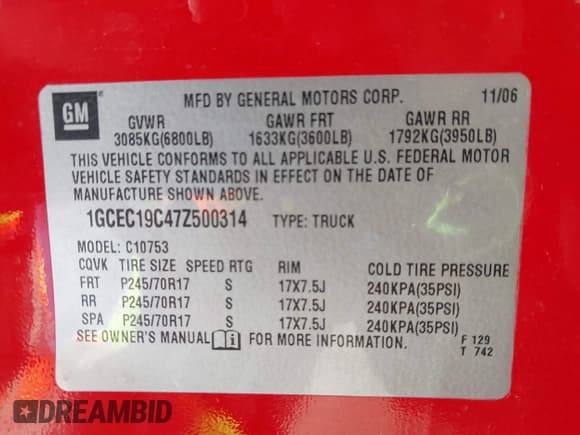 GM
MFD BY GENERAL MOTORS CORP. 11/06
GVWR GAWR FRT GAWR RR
3085KG(6800LB) 1633KG(3600LB) 1792KG(3950LB)
THIS VEHICLE CONFORMS TO ALL APPLICABLE U.S. FEDERAL MOTOR
VEHICLE SAFETY STANDARDS IN EFFECT ON THE DATE OF
MANUFACTURE SHOWN ABOVE.
1GCEC19C47Z500314 TYPE: TRUCK
MODEL: C10753
CQVK TIRE SIZE SPEED RTG RIM COLD TIRE PRESSURE
FRT P245/70R17 S 17X7.5J 240KPA(35PSI)
RR P245/70R17 S 17X7.5J 240KPA(35PSI)
SPA P245/70R17 S 17X7.5J 240KPA(35PSI)
SEE OWNER'S MANUAL FOR MORE INFORMATION. F 129
T 742
DREAMBID